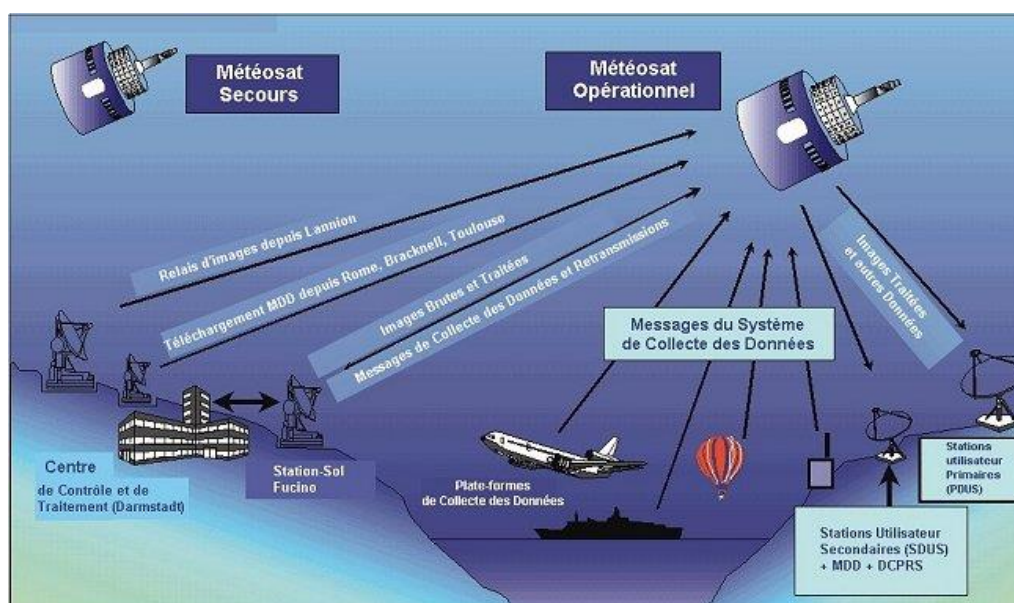 Météosat
Secours
Météosat
Opérationnel
Relais d'images depuis Lannion
Téléchargement MDD depuis Rome, Bracknell, Toulouse
Images Brutes et Traitées
Messages de Collecte des Données et Retransmissions
Images Traitées
et autres Données
Messages du Système
de Collecte des Données
Centre
de Contrôle et de
Traitement (Darmstadt)
Station-Sol
Fucino
Plate-formes
de Collecte des Données
Stations
utilisateur
Primaires
(PDUS)
Stations Utilisateur
Secondaires (SDUS)
+ MDD + DCPRS